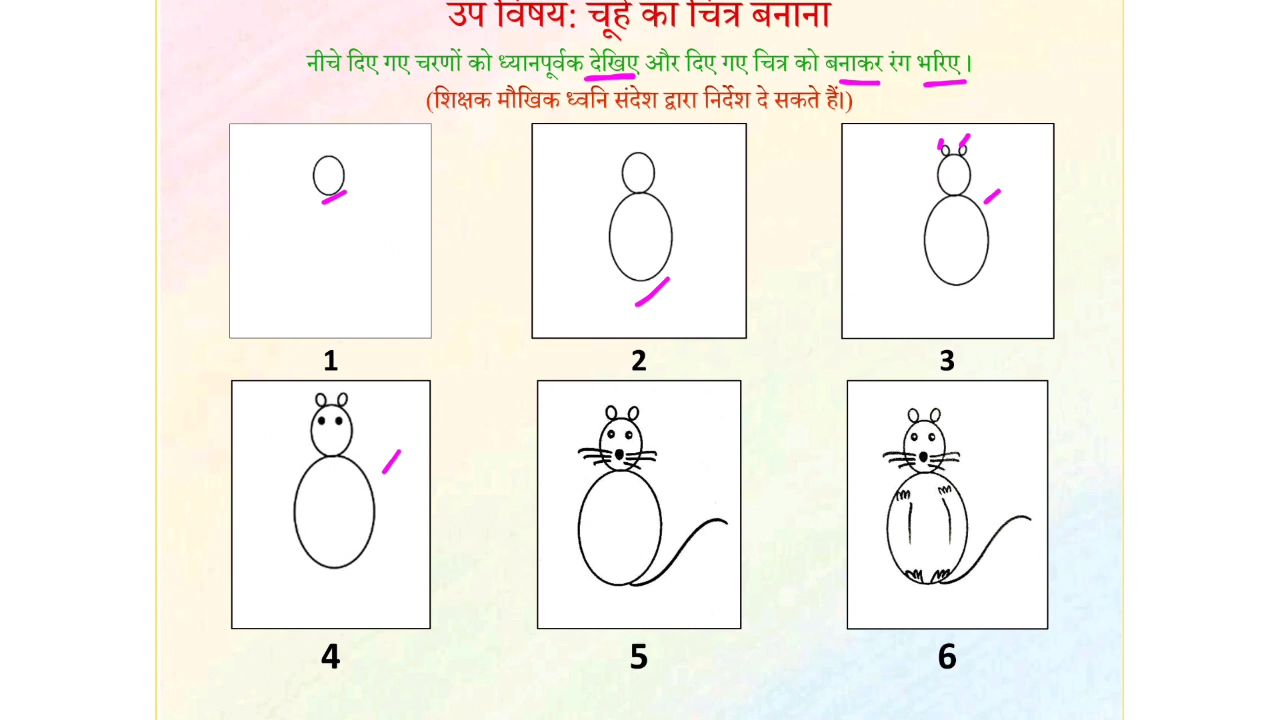 उप विषय: चूहे का चित्र बनाना
नीचे दिए गए चरणों को ध्यानपूर्वक देखिए और दिए गए चित्र को बनाकर रंग भरिए।
(शिक्षक मौखिक ध्वनि संदेश द्वारा निर्देश दे सकते हैं।)
1 2 3
4 5 6